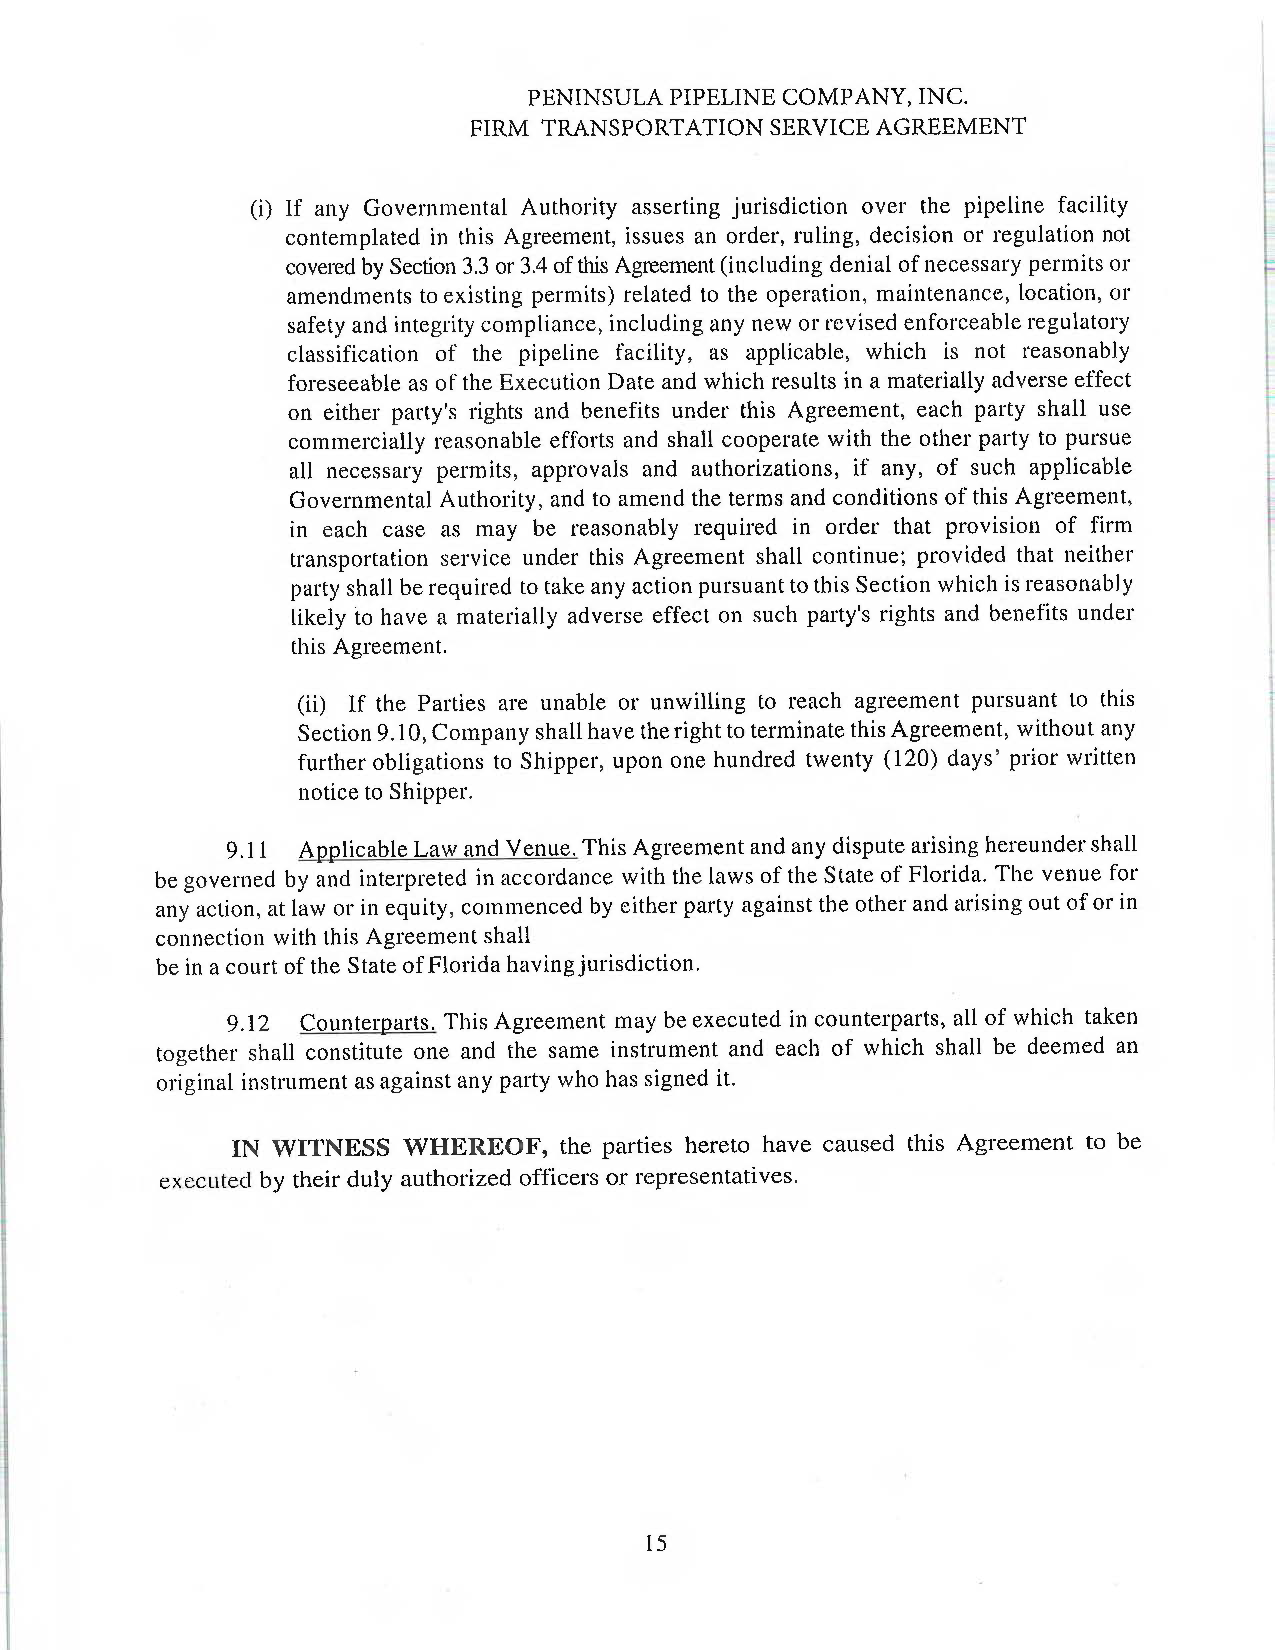 PENINSULA PIPELINE COMPANY, INC.
FIRM TRANSPORTATION SERVICE AGREEMENT
(i) If any Governmental Authority asserting jurisdiction over the pipeline facility
contemplated in this Agreement, issues an order, ruling, decision or regulation not
covered by Section 3.3 or 3.4 of this Agreement (including denial of necessary permits or
amendments to existing permits) related to the operation, maintenance, location, or
safety and integrity compliance, including any new or revised enforceable regulatory
classification of the pipeline facility, as applicable, which is not reasonably
foreseeable as of the Execution Date and which results in a materially adverse effect
on either party's rights and benefits under this Agreement, each party shall use
commercially reasonable efforts and shall cooperate with the other party to pursue
all necessary permits, approvals and authorizations, if any, of such applicable
Governmental Authority, and to amend the terms and conditions of this Agreement,
in each case as may be reasonably required in order that provision of firm
transportation service under this Agreement shall continue; provided that neither
party shall be required to take any action pursuant to this Section which is reasonably
likely to have a materially adverse effect on such party's rights and benefits under
this Agreement.
(ii) If the Parties are unable or unwilling to reach agreement pursuant to this
Section 9.10, Company shall have the right to terminate this Agreement, without any
further obligations to Shipper, upon one hundred twenty (120) days’ prior written
notice to Shipper.
9.11 Applicable Law and Venue. This Agreement and any dispute arising hereunder shall
be governed by and interpreted in accordance with the laws of the State of Florida. The venue for
any action, at law or in equity, commenced by either party against the other and arising out of or in
connection with this Agreement shall
be in a court of the State of Florida having jurisdiction.
9.12 Counterparts. This Agreement may be executed in counterparts, all of which taken
together shall constitute one and the same instrument and each of which shall be deemed an
original instrument as against any party who has signed it.
IN WITNESS WHEREOF, the parties hereto have caused this Agreement to be
executed by their duly authorized officers or representatives.
15